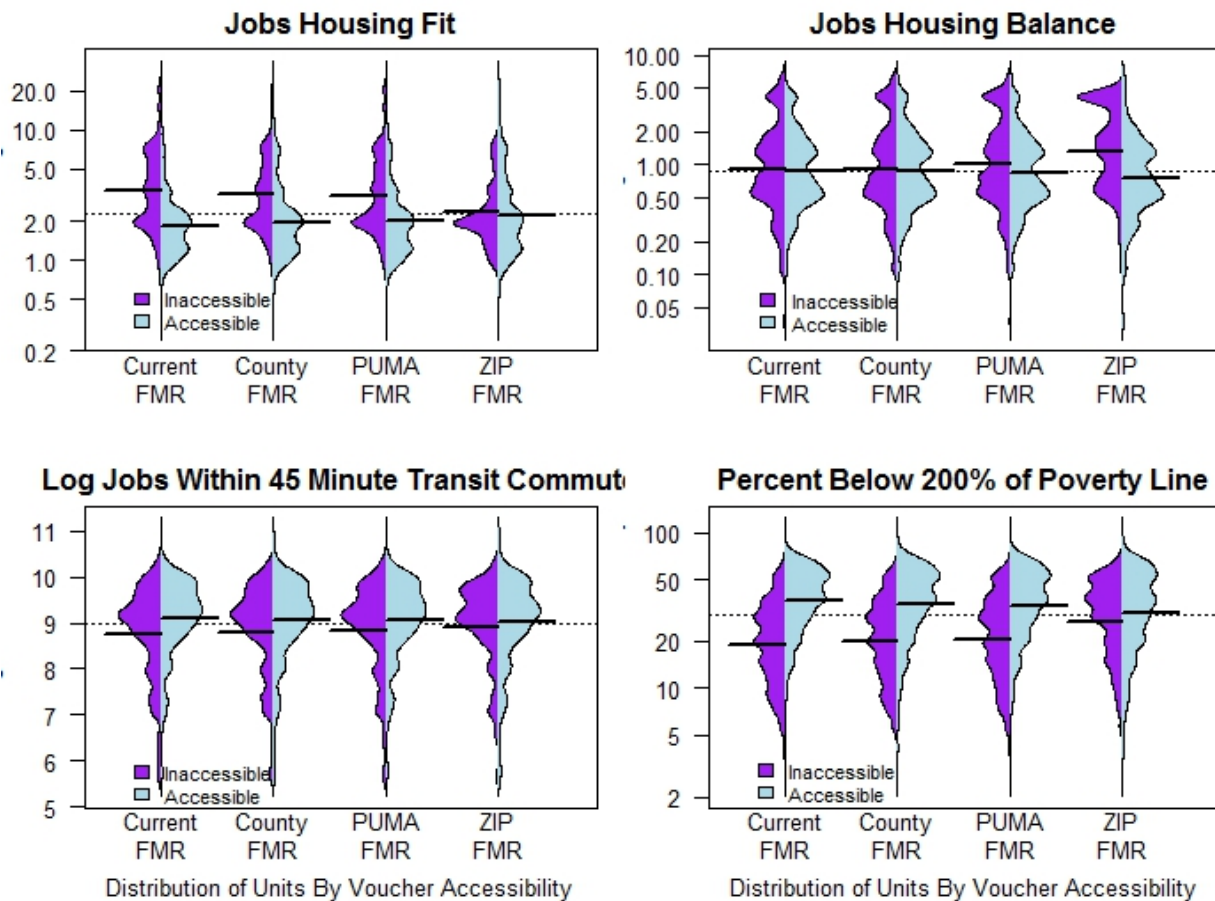 Jobs Housing Fit
20.0
10.0
5.0
2.0
1.0
0.5
0.2
Inaccessible
Accessible
Current FMR
County FMR
PUMA FMR
ZIP FMR
Jobs Housing Balance
10.00
5.00
2.00
1.00
0.50
0.20
0.10
0.05
Inaccessible
Accessible
Current FMR
County FMR
PUMA FMR
ZIP FMR
Log Jobs Within 45 Minute Transit Commute
11
10
9
8
7
6
5
Inaccessible
Accessible
Current FMR
County FMR
PUMA FMR
ZIP FMR
Distribution of Units By Voucher Accessibility
Percent Below 200% of Poverty Line
100
50
20
10
5
2
Inaccessible
Accessible
Current FMR
County FMR
PUMA FMR
ZIP FMR
Distribution of Units By Voucher Accessibility